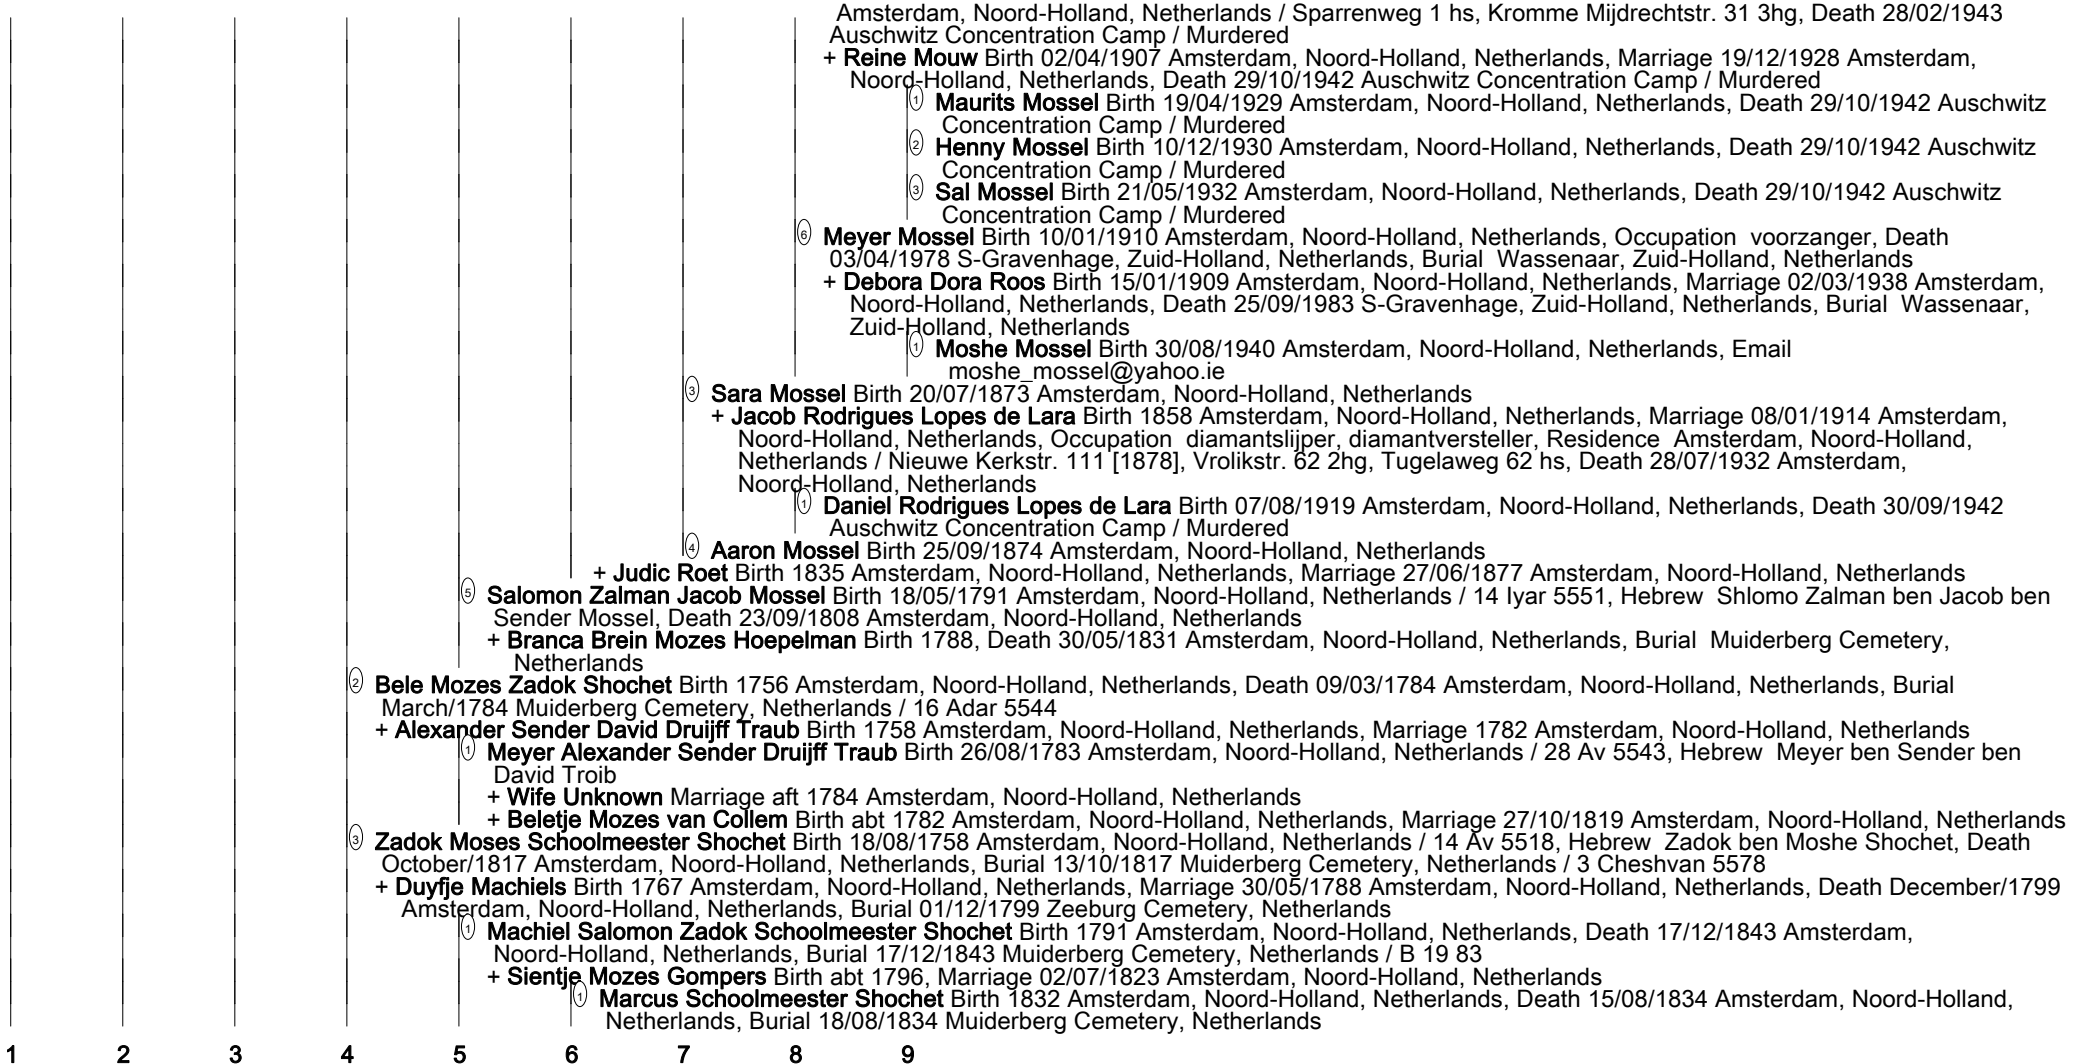 Amsterdam, Noord-Holland, Netherlands / Sparrenweg 1 hs, Kromme Mijdrechtstr. 31 3hg, Death 28/02/1943
Auschwitz Concentration Camp / Murdered
+ Reine Mouw Birth 02/04/1907 Amsterdam, Noord-Holland, Netherlands, Marriage 19/12/1928 Amsterdam,
Noord-Holland, Netherlands, Death 29/10/1942 Auschwitz Concentration Camp / Murdered
1 Maurits Mossel Birth 19/04/1929 Amsterdam, Noord-Holland, Netherlands, Death 29/10/1942 Auschwitz
Concentration Camp / Murdered
2 Henny Mossel Birth 10/12/1930 Amsterdam, Noord-Holland, Netherlands, Death 29/10/1942 Auschwitz
Concentration Camp / Murdered
3 Sal Mossel Birth 21/05/1932 Amsterdam, Noord-Holland, Netherlands, Death 29/10/1942 Auschwitz
Concentration Camp / Murdered
6 Meyer Mossel Birth 10/01/1910 Amsterdam, Noord-Holland, Netherlands, Occupation voorzanger, Death
03/04/1978 S-Gravenhage, Zuid-Holland, Netherlands, Burial Wassenaar, Zuid-Holland, Netherlands
+ Debora Dora Roos Birth 15/01/1909 Amsterdam, Noord-Holland, Netherlands, Marriage 02/03/1938 Amsterdam,
Noord-Holland, Netherlands, Death 25/09/1983 S-Gravenhage, Zuid-Holland, Netherlands, Burial Wassenaar,
Zuid-Holland, Netherlands
1 Moshe Mossel Birth 30/08/1940 Amsterdam, Noord-Holland, Netherlands, Email
moshe_mossel@yahoo.ie
3 Sara Mossel Birth 20/07/1873 Amsterdam, Noord-Holland, Netherlands
+ Jacob Rodrigues Lopes de Lara Birth 1858 Amsterdam, Noord-Holland, Netherlands, Marriage 08/01/1914 Amsterdam,
Noord-Holland, Netherlands, Occupation diamantslijper, diamantversteller, Residence Amsterdam, Noord-Holland,
Netherlands / Nieuwe Kerkstr. 111 [1878], Vrolikstr. 62 2hg, Tugelaweg 62 hs, Death 28/07/1932 Amsterdam,
Noord-Holland, Netherlands
1 Daniel Rodrigues Lopes de Lara Birth 07/08/1919 Amsterdam, Noord-Holland, Netherlands, Death 30/09/1942
Auschwitz Concentration Camp / Murdered
4 Aaron Mossel Birth 25/09/1874 Amsterdam, Noord-Holland, Netherlands
+ Judic Roet Birth 1835 Amsterdam, Noord-Holland, Netherlands, Marriage 27/06/1877 Amsterdam, Noord-Holland, Netherlands
5 Salomon Zalman Jacob Mossel Birth 18/05/1791 Amsterdam, Noord-Holland, Netherlands / 14 Iyar 5551, Hebrew Shlomo Zalman ben Jacob ben
Sender Mossel, Death 23/09/1808 Amsterdam, Noord-Holland, Netherlands
+ Branca Brein Mozes Hoepelman Birth 1788, Death 30/05/1831 Amsterdam, Noord-Holland, Netherlands, Burial Muiderberg Cemetery,
Netherlands
2 Bele Mozes Zadok Shochet Birth 1756 Amsterdam, Noord-Holland, Netherlands, Death 09/03/1784 Amsterdam, Noord-Holland, Netherlands, Burial
March/1784 Muiderberg Cemetery, Netherlands / 16 Adar 5544
+ Alexander Sender David Druijff Traub Birth 1758 Amsterdam, Noord-Holland, Netherlands, Marriage 1782 Amsterdam, Noord-Holland, Netherlands
1 Meyer Alexander Sender Druijff Traub Birth 26/08/1783 Amsterdam, Noord-Holland, Netherlands / 28 Av 5543, Hebrew Meyer ben Sender ben
David Troib
+ Wife Unknown Marriage aft 1784 Amsterdam, Noord-Holland, Netherlands
+ Beletje Mozes van Collem Birth abt 1782 Amsterdam, Noord-Holland, Netherlands, Marriage 27/10/1819 Amsterdam, Noord-Holland, Netherlands
3 Zadok Moses Schoolmeester Shochet Birth 18/08/1758 Amsterdam, Noord-Holland, Netherlands / 14 Av 5518, Hebrew Zadok ben Moshe Shochet, Death
October/1817 Amsterdam, Noord-Holland, Netherlands, Burial 13/10/1817 Muiderberg Cemetery, Netherlands / 3 Cheshvan 5578
+ Duyfje Machiels Birth 1767 Amsterdam, Noord-Holland, Netherlands, Marriage 30/05/1788 Amsterdam, Noord-Holland, Netherlands, Death December/1799
Amsterdam, Noord-Holland, Netherlands, Burial 01/12/1799 Zeeburg Cemetery, Netherlands
1 Machiel Salomon Zadok Schoolmeester Shochet Birth 1791 Amsterdam, Noord-Holland, Netherlands, Death 17/12/1843 Amsterdam,
Noord-Holland, Netherlands, Burial 17/12/1843 Muiderberg Cemetery, Netherlands / B 19 83
+ Sientje Mozes Gompers Birth abt 1796, Marriage 02/07/1823 Amsterdam, Noord-Holland, Netherlands
1 Marcus Schoolmeester Shochet Birth 1832 Amsterdam, Noord-Holland, Netherlands, Death 15/08/1834 Amsterdam, Noord-Holland,
Netherlands, Burial 18/08/1834 Muiderberg Cemetery, Netherlands
1 2 3 4 5 6 7 8 9